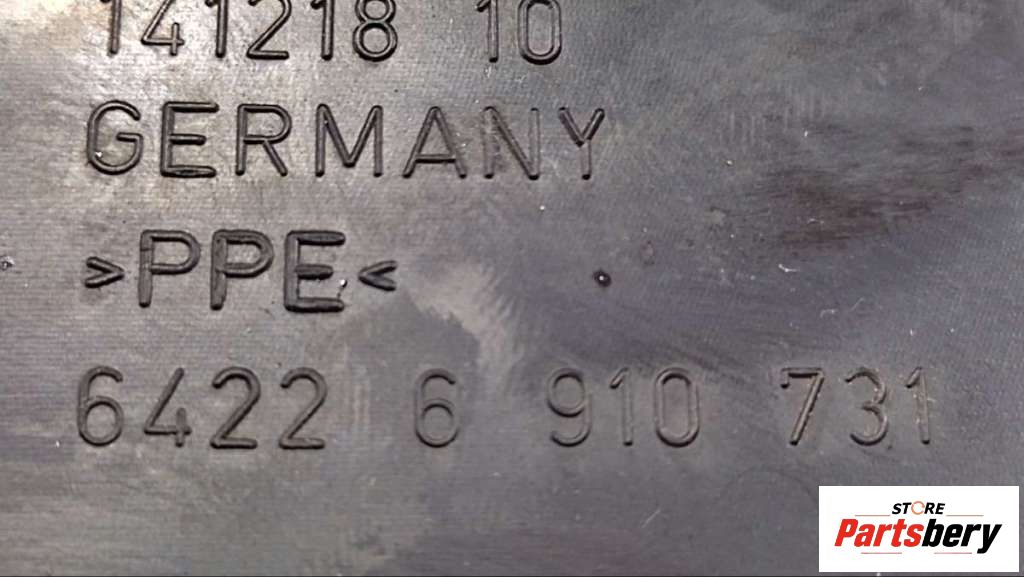 141218 10
GERMANY
>PPE<
6422 6 910 731
STORE
Partsbery